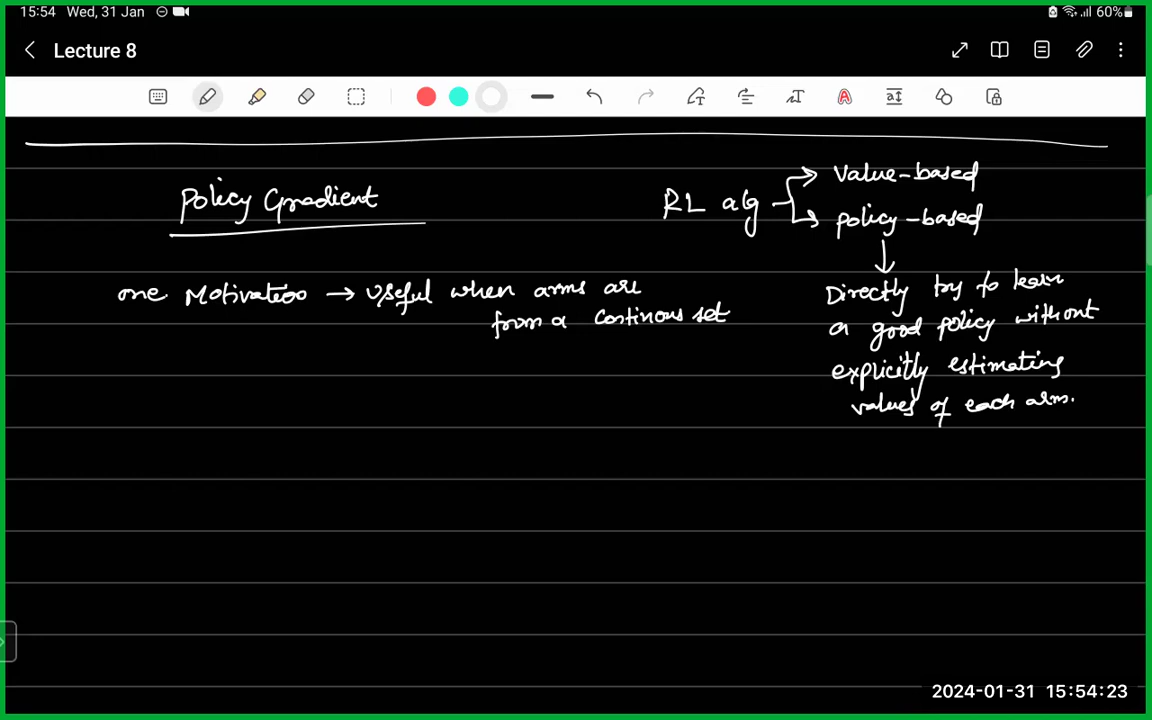 15:54 Wed, 31 Jan
60%
Lecture 8
Policy Gradient
RL alg
Value-based
policy-based
one Motivation → Useful when arms are
from a continous set
Directly try to learn
a good policy without
explicitly estimating
values of each arm.
2024-01-31 15:54:23